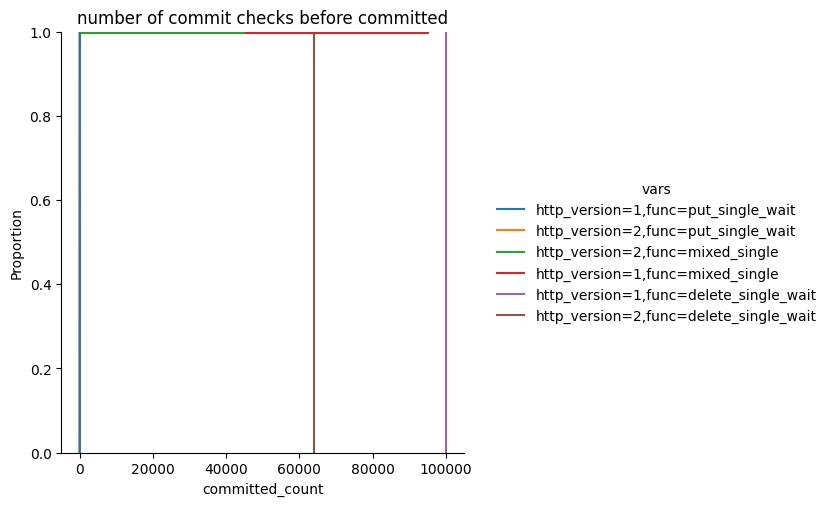 number of commit checks before committed
1.0
0.8
0.6
0.4
0.2
0.0
Proportion
0 20000 40000 60000 80000 100000
committed_count
vars
http_version=1,func=put_single_wait
http_version=2,func=put_single_wait
http_version=2,func=mixed_single
http_version=1,func=mixed_single
http_version=1,func=delete_single_wait
http_version=2,func=delete_single_wait